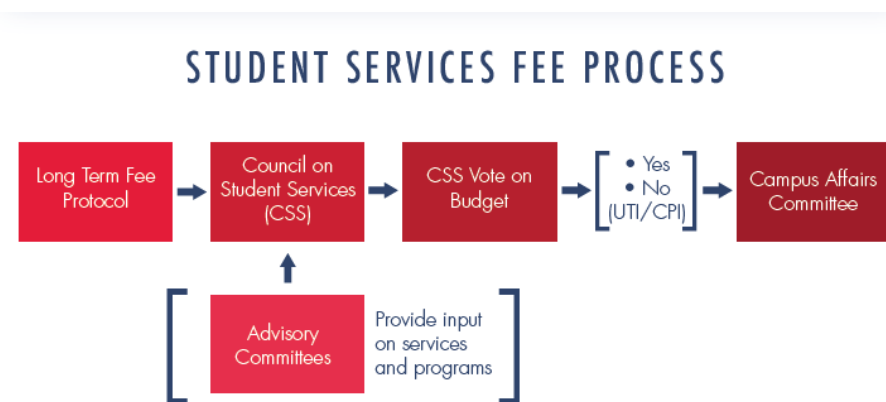 STUDENT SERVICES FEE PROCESS
Long Term Fee
Protocol
Council on
Student Services
(CSS)
CSS Vote on
Budget
• Yes
• No
(UTI/CPI)
Campus Affairs
Committee
Advisory
Committees
Provide input
on services
and programs